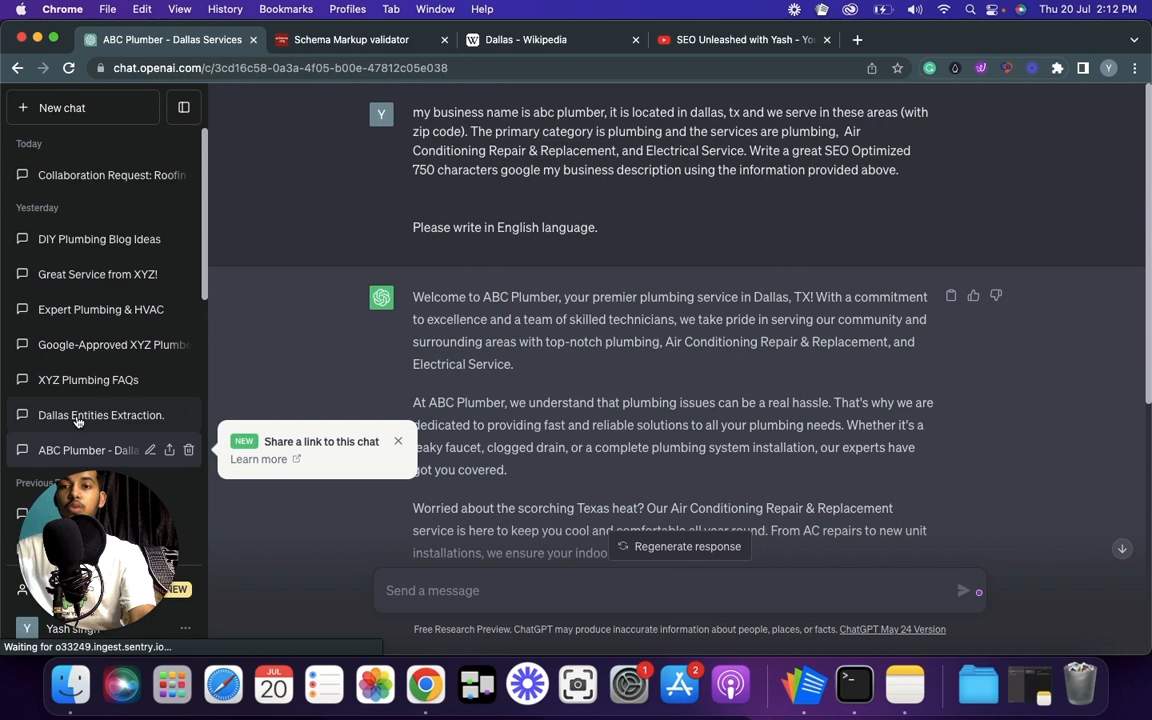 Chrome File Edit View History Bookmarks Profiles Tab Window Help Thu 20 Jul 2:12 PM
ABC Plumber - Dallas Services Schema Markup validator Dallas - Wikipedia SEO Unleashed with Yash - Yo
chat.openai.com/c/3cd16c58-0a3a-4f05-b00e-47812c05e038 Y
New chat
Today
Collaboration Request: Roofin
Yesterday
DIY Plumbing Blog Ideas
Great Service from XYZ!
Expert Plumbing & HVAC
Google-Approved XYZ Plumbe
XYZ Plumbing FAQs
Dallas Entities Extraction.
ABC Plumber - Dalla
NEW
Y
NEW Share a link to this chat
Learn more
Y
my business name is abc plumber, it is located in dallas, tx and we serve in these areas (with
zip code). The primary category is plumbing and the services are plumbing, Air
Conditioning Repair & Replacement, and Electrical Service. Write a great SEO Optimized
750 characters google my business description using the information provided above.
Please write in English language.
Welcome to ABC Plumber, your premier plumbing service in Dallas, TX! With a commitment
to excellence and a team of skilled technicians, we take pride in serving our community and
surrounding areas with top-notch plumbing, Air Conditioning Repair & Replacement, and
Electrical Service.
At ABC Plumber, we understand that plumbing issues can be a real hassle. That's why we are
dedicated to providing fast and reliable solutions to all your plumbing needs. Whether it's a
leaky faucet, clogged drain, or a complete plumbing system installation, our experts have
got you covered.
Worried about the scorching Texas heat? Our Air Conditioning Repair & Replacement
service is here to keep you cool and comfortable all year round. From AC repairs to new unit
installations, we ensure your indoo
Regenerate response
Send a message
Free Research Preview. ChatGPT may produce inaccurate information about people, places, or facts. ChatGPT May 24 Version
Waiting for o33249.ingest.sentry.io...
JUL
20
1
2